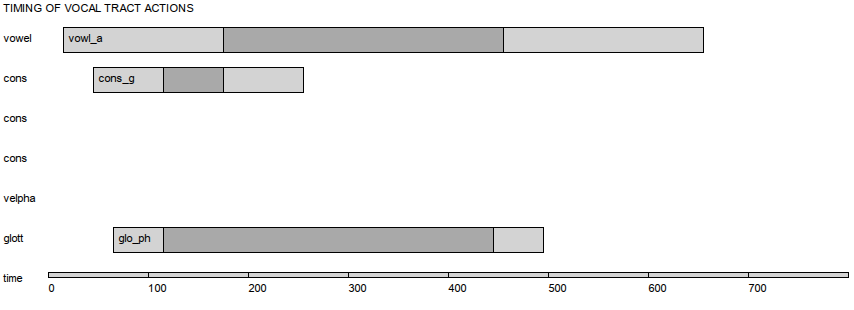 TIMING OF VOCAL TRACT ACTIONS
vowel vowl_a
cons cons_g
cons
cons
velpha
glott glo_ph
time
0 100 200 300 400 500 600 700